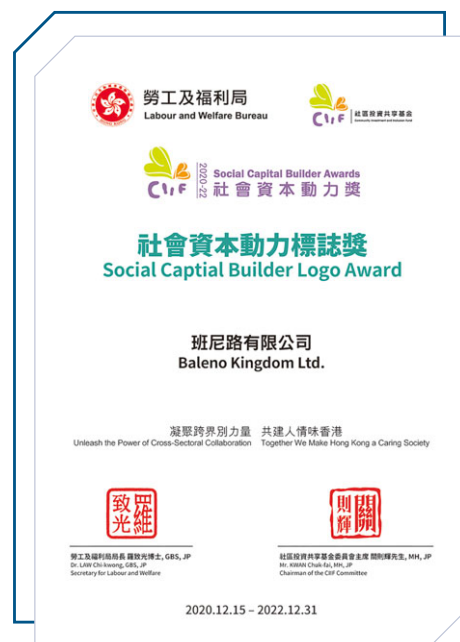 勞工及福利局
Labour and Welfare Bureau
CIIF
社區投資共享基金
Community Investment and Inclusion Fund
CIIF
2020-22
Social Capital Builder Awards
社會資本動力獎
社會資本動力標誌獎
Social Captial Builder Logo Award
班尼路有限公司
Baleno Kingdom Ltd.
凝聚跨界別力量 共建人情味香港
Unleash the Power of Cross-Sectoral Collaboration Together We Make Hong Kong a Caring Society
羅致光
關則輝
勞工及福利局局長 羅致光博士, GBS, JP
Dr. LAW Chi-kwong, GBS, JP
Secretary for Labour and Welfare
社區投資共享基金委員會主席 關則輝先生, MH, JP
Mr. KWAN Chuk-fai, MH, JP
Chairman of the CIIF Committee
2020.12.15 – 2022.12.31